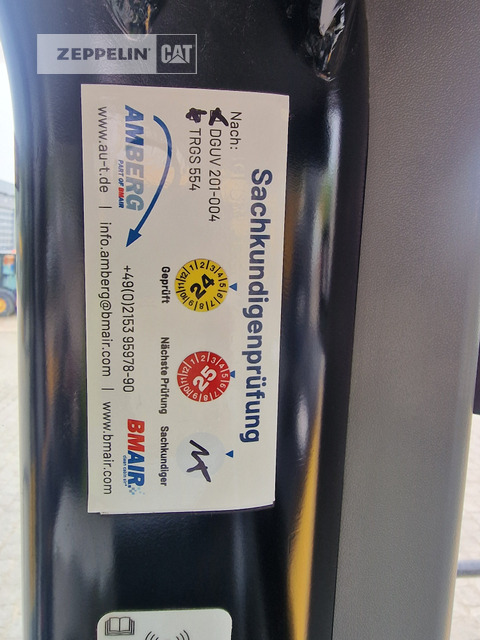 ZEPPELIN CAT
Sachkundigenprüfung
Nach:
DGUV 201-004
TRGS 554
24
25
Geprüft
Nächste Prüfung
Sachkundiger
AMBERG
PART OF BMAIR
+49(0)2153 95978-90
BMAIR
www.au-t.de | info.amberg@bmair.com | www.bmair.com